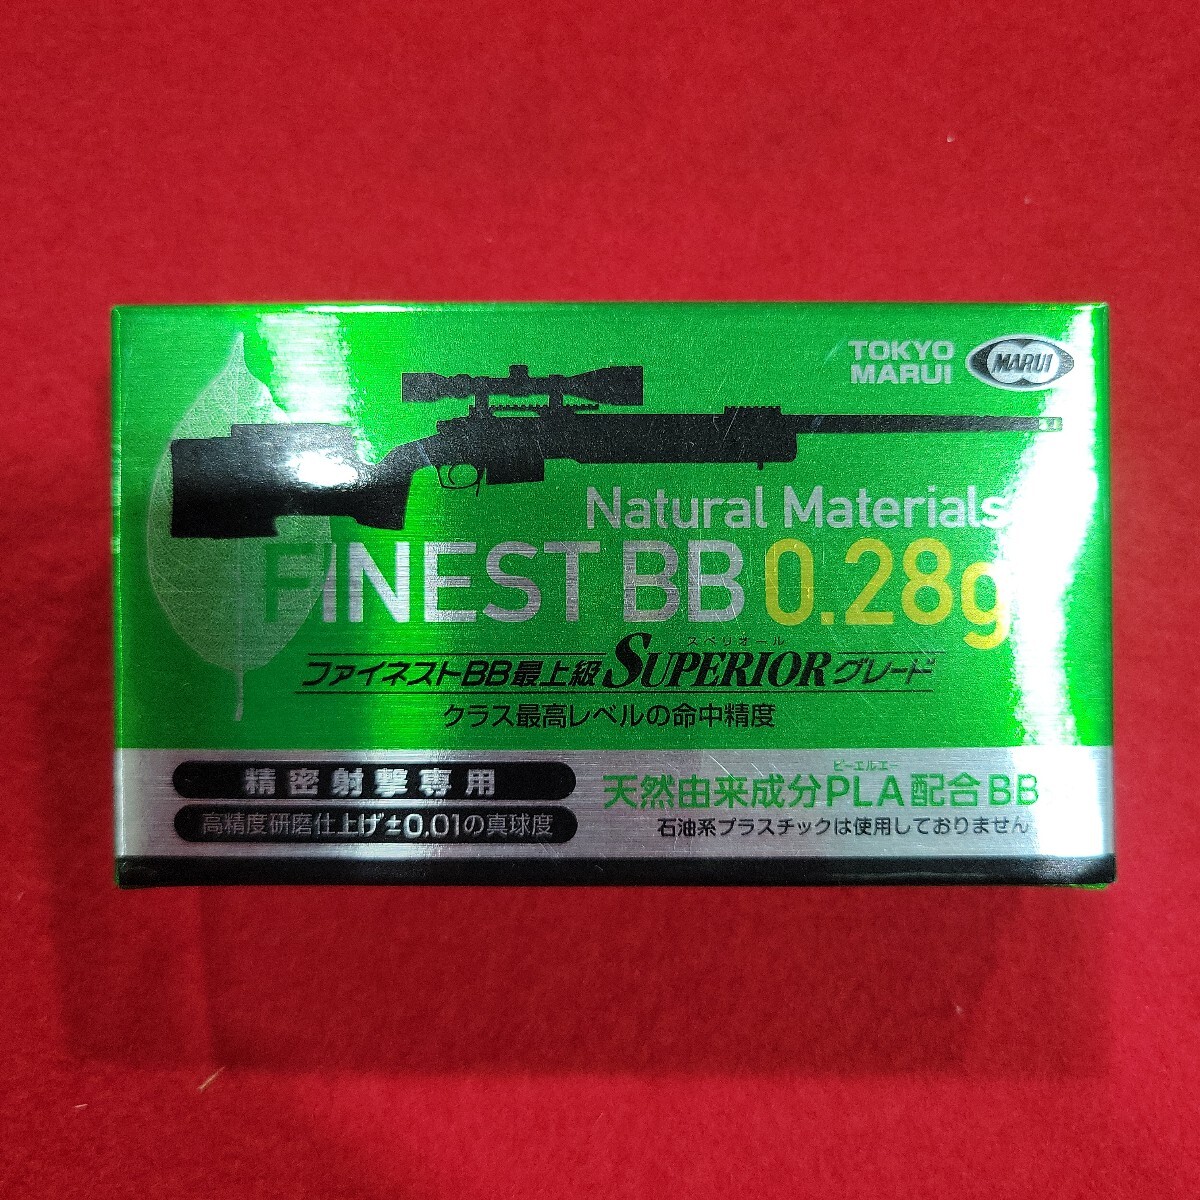 TOKYO
MARUI
MARUI
Natural Materials
FINEST BB 0.28g
スペリオール
ファイネストBB最上級SUPERIORグレード
クラス最高レベルの命中精度
精密射撃専用
高精度研磨仕上げ±0.01の真球度
ピーエルエー
天然由来成分PLA配合BB
石油系プラスチックは使用しておりません